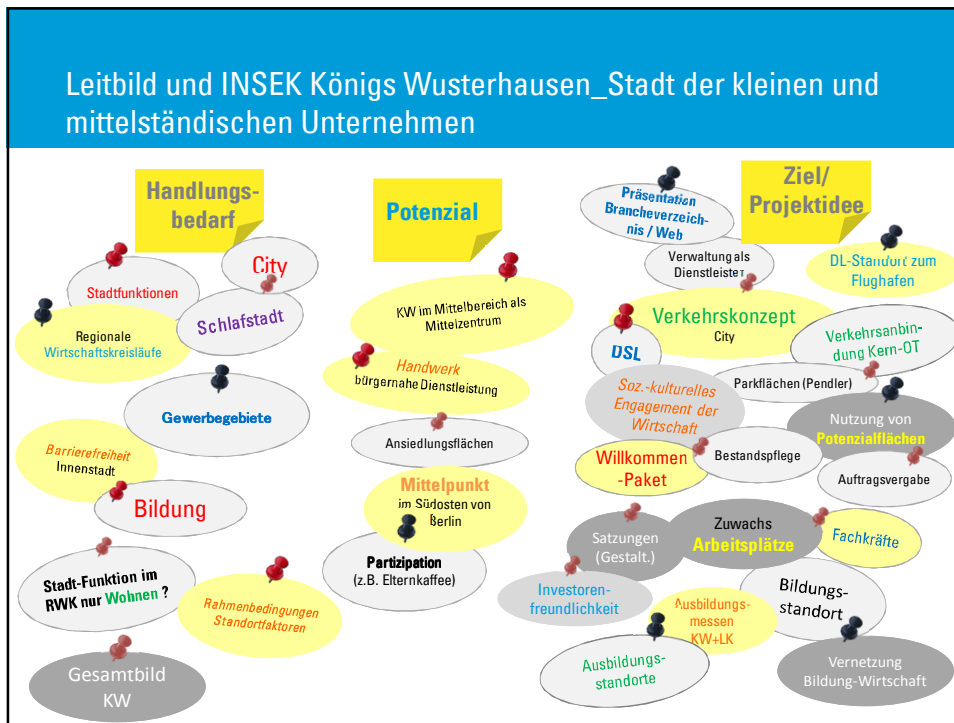 Leitbild und INSEK Königs Wusterhausen_Stadt der kleinen und
mittelständischen Unternehmen
Handlungs-
bedarf
City
Stadtfunktionen
Schlafstadt
Regionale
Wirtschaftskreisläufe
Gewerbegebiete
Barrierefreiheit
Innenstadt
Bildung
Stadt-Funktion im
RWK nur Wohnen ?
Rahmenbedingungen
Standortfaktoren
Gesamtbild
KW
Potenzial
KW im Mittelbereich als
Mittelzentrum
Handwerk
bürgernahe Dienstleistung
Ansiedlungsflächen
Mittelpunkt
im Südosten von
Berlin
Partizipation
(z.B. Elternkaffee)
Ziel/
Projektidee
Präsentation
Brancheverzeich-
nis / Web
Verwaltung als
Dienstleister
DL-Standort zum
Flughafen
Verkehrskonzept
City
Verkehrsanbin-
dung Kern-OT
DSL
Parkflächen (Pendler)
Soz.-kulturelles
Engagement der
Wirtschaft
Nutzung von
Potenzialflächen
Willkommen
-Paket
Bestandspflege
Auftragsvergabe
Satzungen
(Gestalt.)
Zuwachs
Arbeitsplätze
Fachkräfte
Investoren-
freundlichkeit
Bildungs-
standort
Ausbildungs-
messen
KW+LK
Ausbildungs-
standorte
Vernetzung
Bildung-Wirtschaft